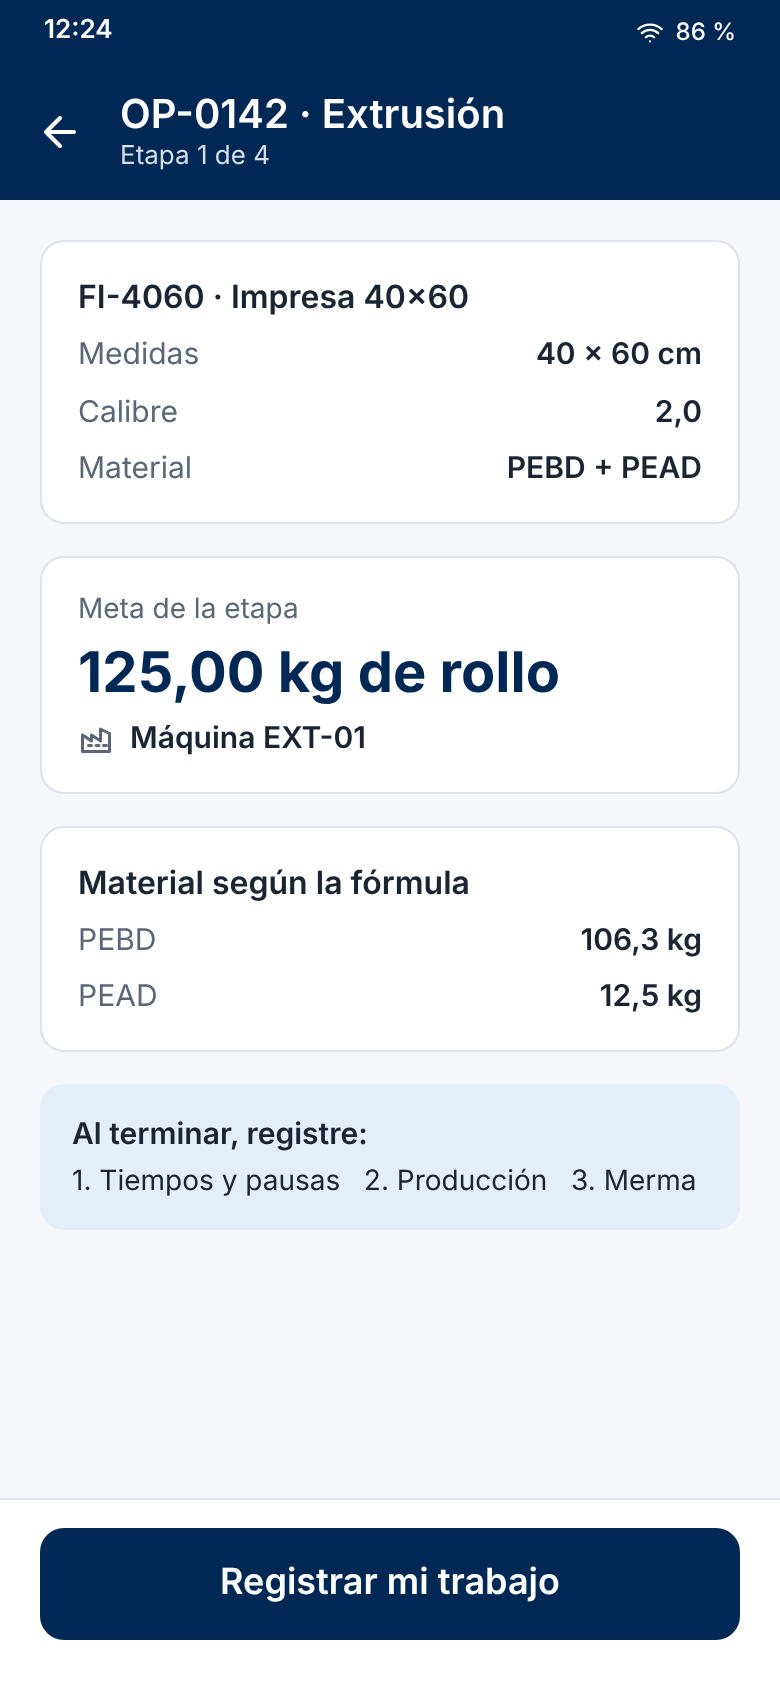 12:24
86 %
OP-0142 · Extrusión
Etapa 1 de 4
FI-4060 · Impresa 40×60
Medidas 40 × 60 cm
Calibre 2,0
Material PEBD + PEAD
Meta de la etapa
125,00 kg de rollo
Máquina EXT-01
Material según la fórmula
PEBD 106,3 kg
PEAD 12,5 kg
Al terminar, registre:
1. Tiempos y pausas 2. Producción 3. Merma
Registrar mi trabajo